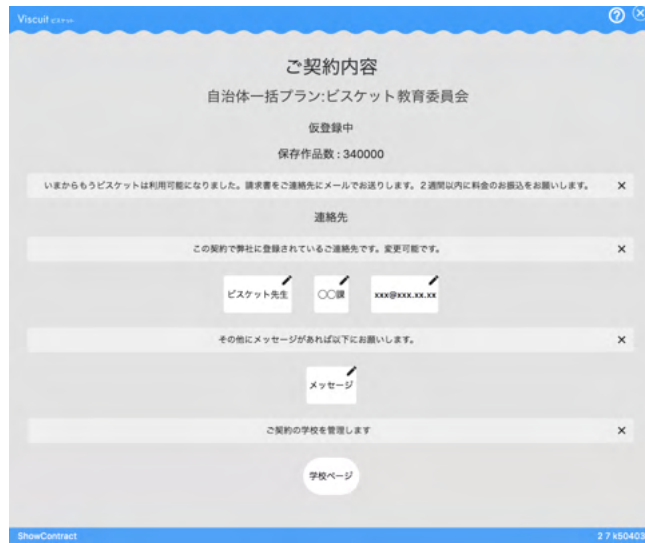 Viscuit ビスケット
ご契約内容
自治体一括プラン:ビスケット教育委員会
仮登録中
保存作品数 : 340000
いまからもうビスケットは利用可能になりました。請求書をご連絡先にメールでお送りします。2週間以内に料金のお振込をお願いします。
連絡先
この契約で弊社に登録されているご連絡先です。変更可能です。
ビスケット先生 〇〇課 xxx@xxx.xx.xx
その他にメッセージがあれば以下にお願いします。
メッセージ
ご契約の学校を管理します
学校ページ
ShowContract 2 7 k50403